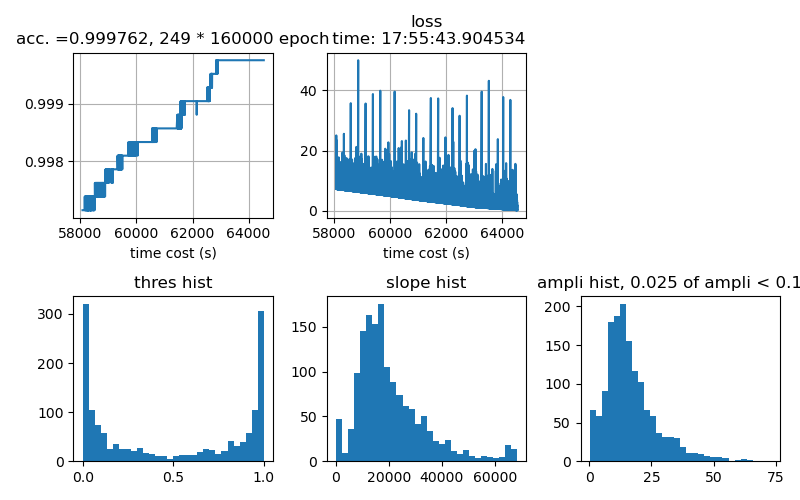 loss
acc. =0.999762, 249 * 160000 epoch time: 17:55:43.904534
0.999
0.998
58000 60000 62000 64000
time cost (s)
40
20
0
58000 60000 62000 64000
time cost (s)
thres hist
300
200
100
0
0.0 0.5 1.0
slope hist
150
100
50
0
0 20000 40000 60000
ampli hist, 0.025 of ampli < 0.1
200
150
100
50
0
0 25 50 75